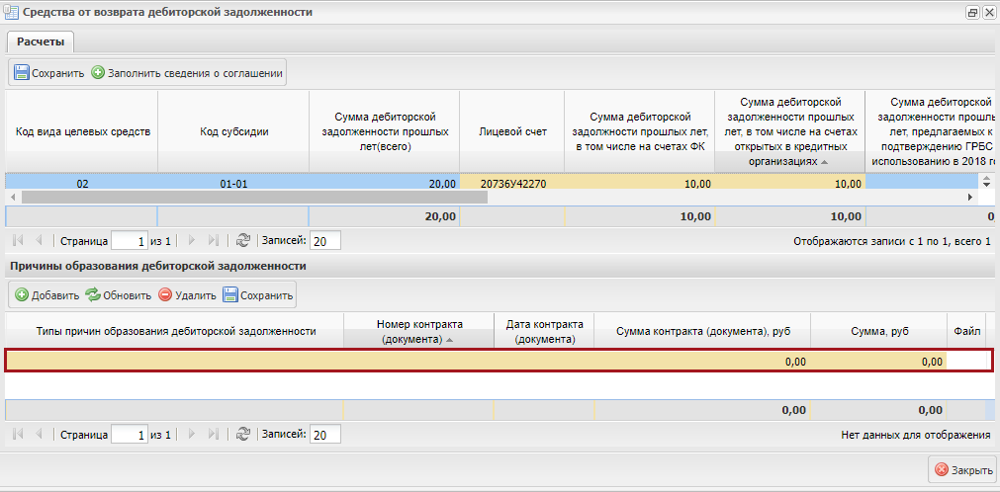 Средства от возврата дебиторской задолженности
Расчеты
Сохранить Заполнить сведения о соглашении
Код вида целевых средств
Код субсидии
Сумма дебиторской
задолженности прошлых
лет(всего)
Лицевой счет
Сумма дебиторской
задолжности прошлых лет,
в том числе на счетах ФК
Сумма дебиторской
задолженности прошлых
лет, в том числе на счетах
открытых в кредитных
организациях
Сумма дебиторской
задолженности прошлы
лет, предлагаемых к
подтверждению ГРБС
использованию в 2018 го
02 01-01 20,00 20736У42270 10,00 10,00
20,00 10,00 10,00 0
Страница 1 из 1 Записей: 20 Отображаются записи с 1 по 1, всего 1
Причины образования дебиторской задолженности
Добавить Обновить Удалить Сохранить
Типы причин образования дебиторской задолженности
Номер контракта
(документа)
Дата контракта
(документа)
Сумма контракта (документа), руб
Сумма, руб
Файл
0,00 0,00
0,00 0,00
Страница 1 из 1 Записей: 20 Нет данных для отображения
Закрыть